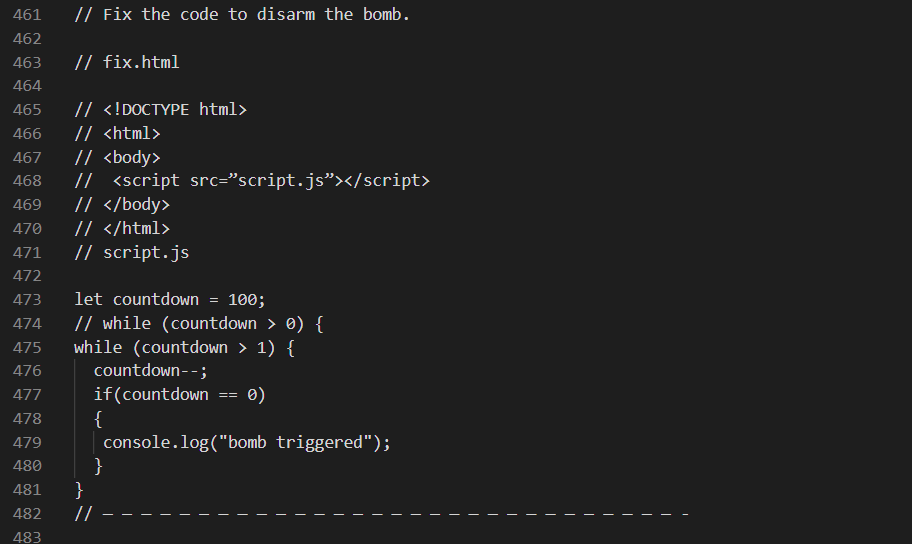 461 // Fix the code to disarm the bomb.
462
463 // fix.html
464
465 // <!DOCTYPE html>
466 // <html>
467 // <body>
468 //  <script src=”script.js”></script>
469 // </body>
470 // </html>
471 // script.js
472
473 let countdown = 100;
474 // while (countdown > 0) {
475 while (countdown > 1) {
476   countdown--;
477   if(countdown == 0)
478   {
479    console.log("bomb triggered");
480   }
481 }
482 // — — — — — — — — — — — — — — — — — — — — — — — — — — — — — — -
483